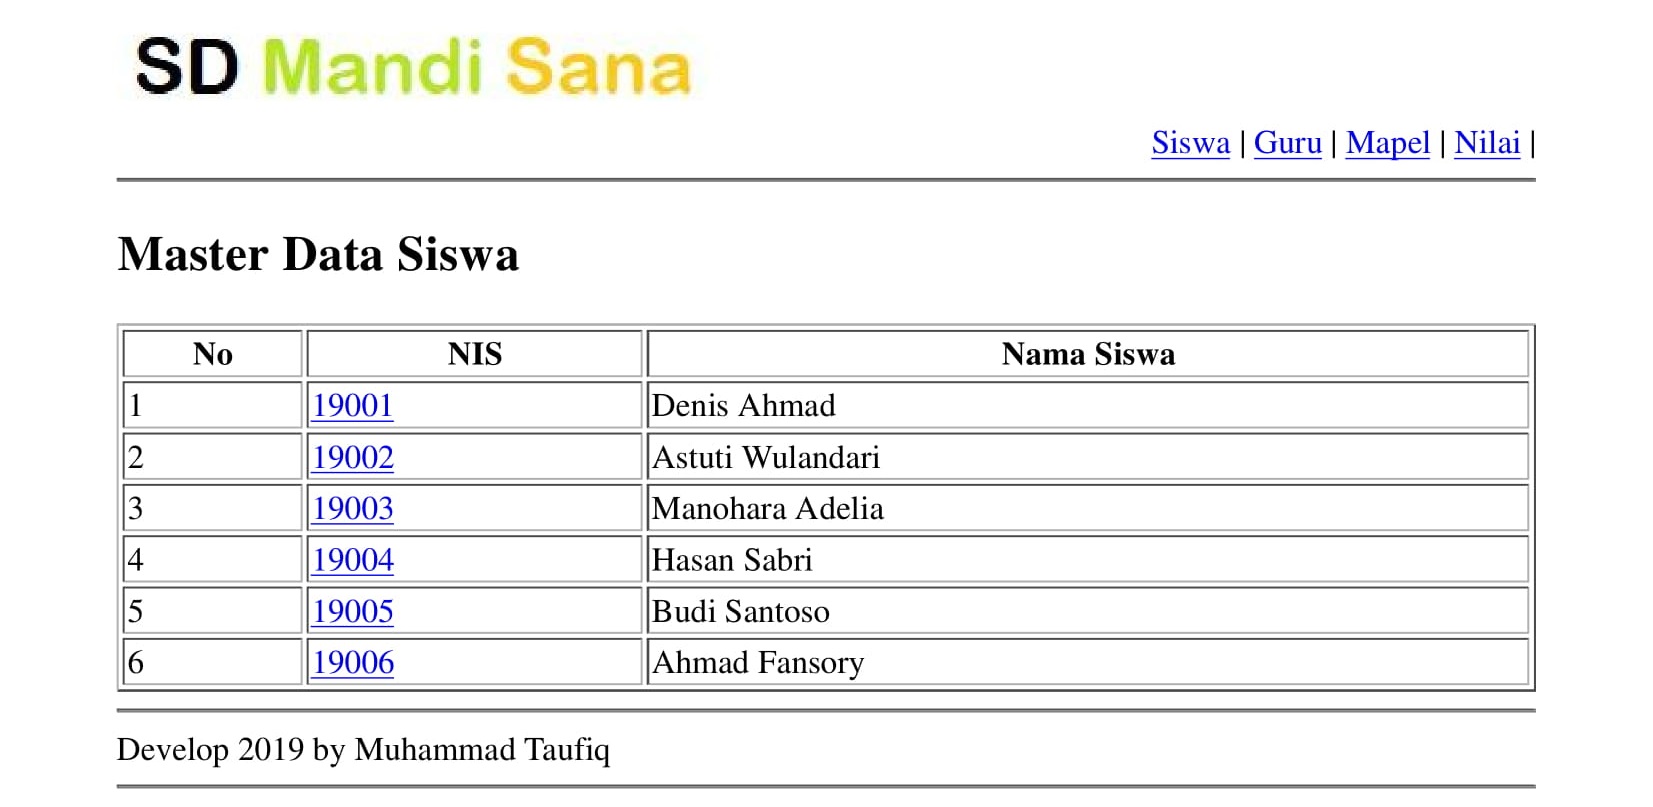 SD Mandi Sana
Siswa | Guru | Mapel | Nilai |
Master Data Siswa
No NIS Nama Siswa
1 19001 Denis Ahmad
2 19002 Astuti Wulandari
3 19003 Manohara Adelia
4 19004 Hasan Sabri
5 19005 Budi Santoso
6 19006 Ahmad Fansory
Develop 2019 by Muhammad Taufiq